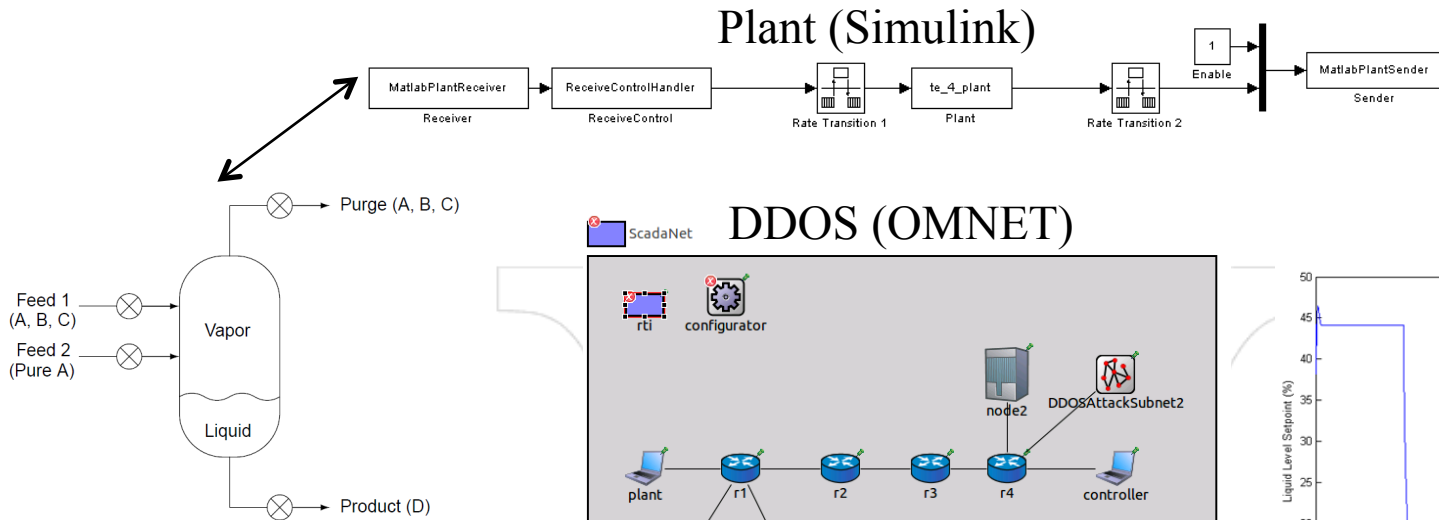 Plant (Simulink)
1
Enable
MatlabPlantReceiver
Receiver
ReceiveControlHandler
ReceiveControl
Rate Transition 1
te_4_plant
Plant
Rate Transition 2
MatlabPlantSender
Sender
Purge (A, B, C)
Feed 1
(A, B, C)
Feed 2
(Pure A)
Vapor
Liquid
Product (D)
ScadaNet
DDOS (OMNET)
rti
configurator
node2
DDOSAttackSubnet2
plant
r1
r2
r3
r4
controller
50
45
40
35
30
25
Liquid Level Setpoint (%)